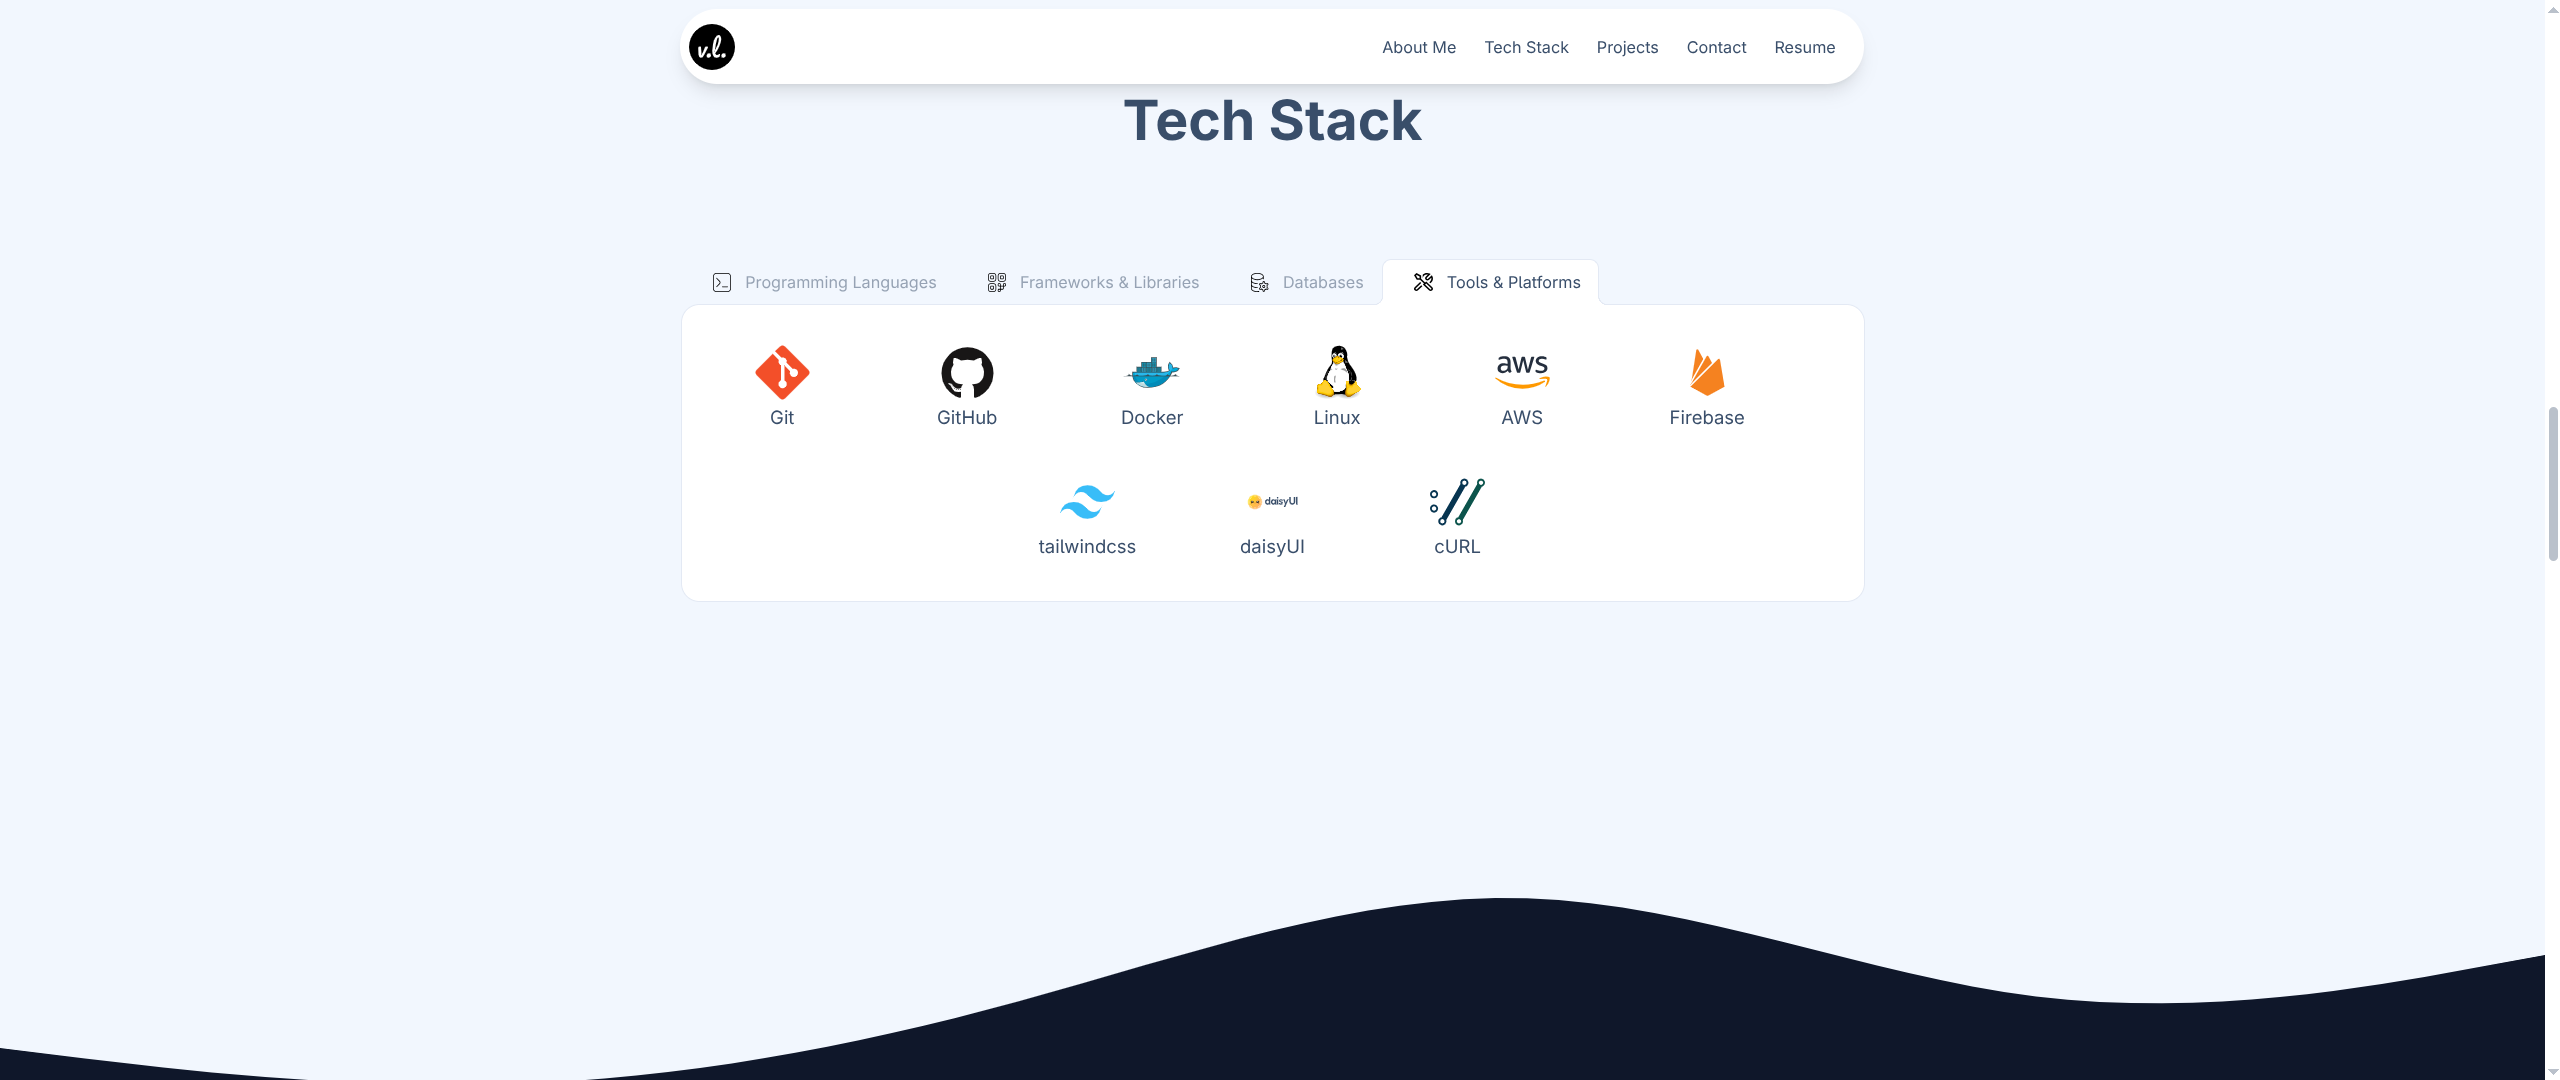 v.l.
About Me Tech Stack Projects Contact Resume
Tech Stack
Programming Languages Frameworks & Libraries Databases Tools & Platforms
aws
Git GitHub Docker Linux AWS Firebase
daisyUI
tailwindcss daisyUI cURL